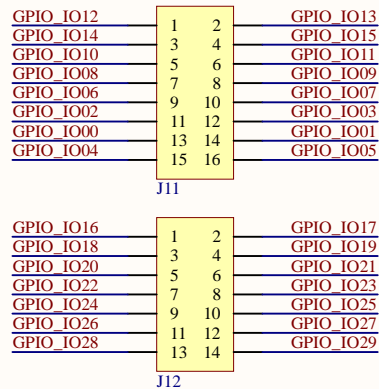 GPIO_IO12 1 2 GPIO_IO13
GPIO_IO14 3 4 GPIO_IO15
GPIO_IO10 5 6 GPIO_IO11
GPIO_IO08 7 8 GPIO_IO09
GPIO_IO06 9 10 GPIO_IO07
GPIO_IO02 11 12 GPIO_IO03
GPIO_IO00 13 14 GPIO_IO01
GPIO_IO04 15 16 GPIO_IO05
J11
GPIO_IO16 1 2 GPIO_IO17
GPIO_IO18 3 4 GPIO_IO19
GPIO_IO20 5 6 GPIO_IO21
GPIO_IO22 7 8 GPIO_IO23
GPIO_IO24 9 10 GPIO_IO25
GPIO_IO26 11 12 GPIO_IO27
GPIO_IO28 13 14 GPIO_IO29
J12